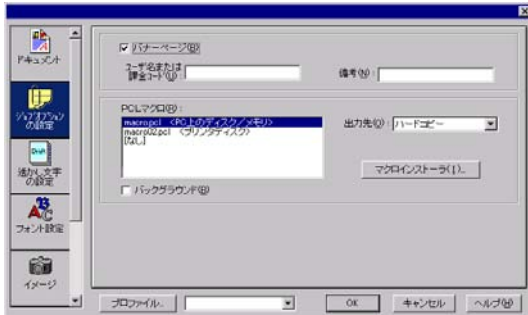 ドキュメント
ジョブオプション
の設定
透かし文字
の設定
フォント設定
イメージ
バナーページ(B)
ユーザ名または
課金コード(U):
備考(N):
PCLマクロ(R):
macro.pcl <PC上のディスク/メモリ>
macro02.pcl <プリンタディスク>
[なし]
出力先(O): ハードコピー
マクロインストーラ(I)...
バックグラウンド(B)
プロファイル...
OK
キャンセル
ヘルプ(H)